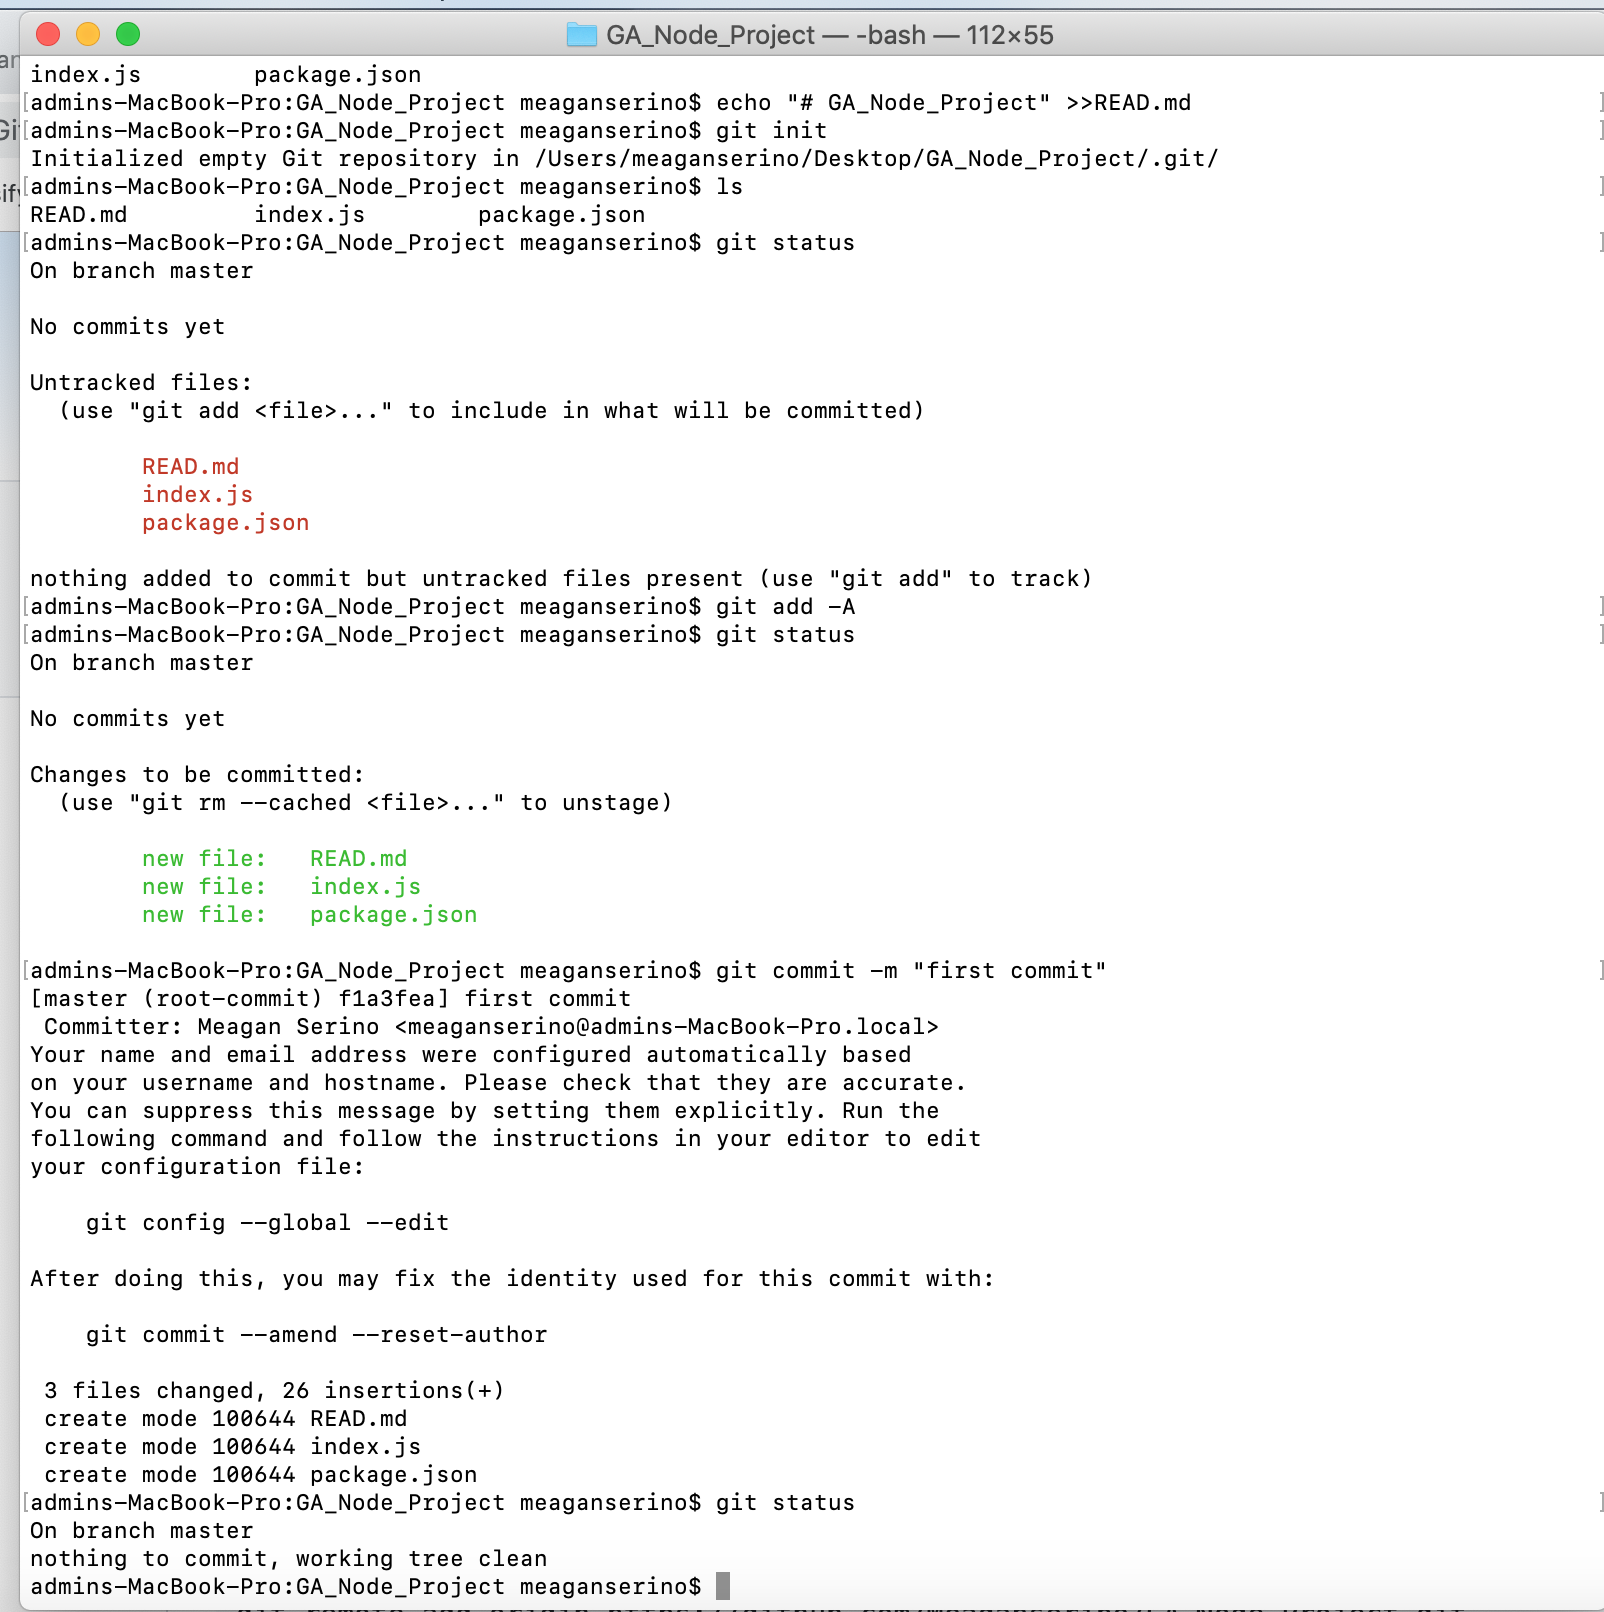 GA_Node_Project — -bash — 112×55
index.js package.json
[admins-MacBook-Pro:GA_Node_Project meaganserino$ echo "# GA_Node_Project" >>READ.md ]
[admins-MacBook-Pro:GA_Node_Project meaganserino$ git init ]
Initialized empty Git repository in /Users/meaganserino/Desktop/GA_Node_Project/.git/
[admins-MacBook-Pro:GA_Node_Project meaganserino$ ls ]
READ.md index.js package.json
[admins-MacBook-Pro:GA_Node_Project meaganserino$ git status ]
On branch master
No commits yet
Untracked files:
(use "git add <file>..." to include in what will be committed)
READ.md
index.js
package.json
nothing added to commit but untracked files present (use "git add" to track)
[admins-MacBook-Pro:GA_Node_Project meaganserino$ git add -A ]
[admins-MacBook-Pro:GA_Node_Project meaganserino$ git status ]
On branch master
No commits yet
Changes to be committed:
(use "git rm --cached <file>..." to unstage)
new file: READ.md
new file: index.js
new file: package.json
[admins-MacBook-Pro:GA_Node_Project meaganserino$ git commit -m "first commit" ]
[master (root-commit) f1a3fea] first commit
Committer: Meagan Serino <meaganserino@admins-MacBook-Pro.local>
Your name and email address were configured automatically based
on your username and hostname. Please check that they are accurate.
You can suppress this message by setting them explicitly. Run the
following command and follow the instructions in your editor to edit
your configuration file:
git config --global --edit
After doing this, you may fix the identity used for this commit with:
git commit --amend --reset-author
3 files changed, 26 insertions(+)
create mode 100644 READ.md
create mode 100644 index.js
create mode 100644 package.json
[admins-MacBook-Pro:GA_Node_Project meaganserino$ git status ]
On branch master
nothing to commit, working tree clean
admins-MacBook-Pro:GA_Node_Project meaganserino$